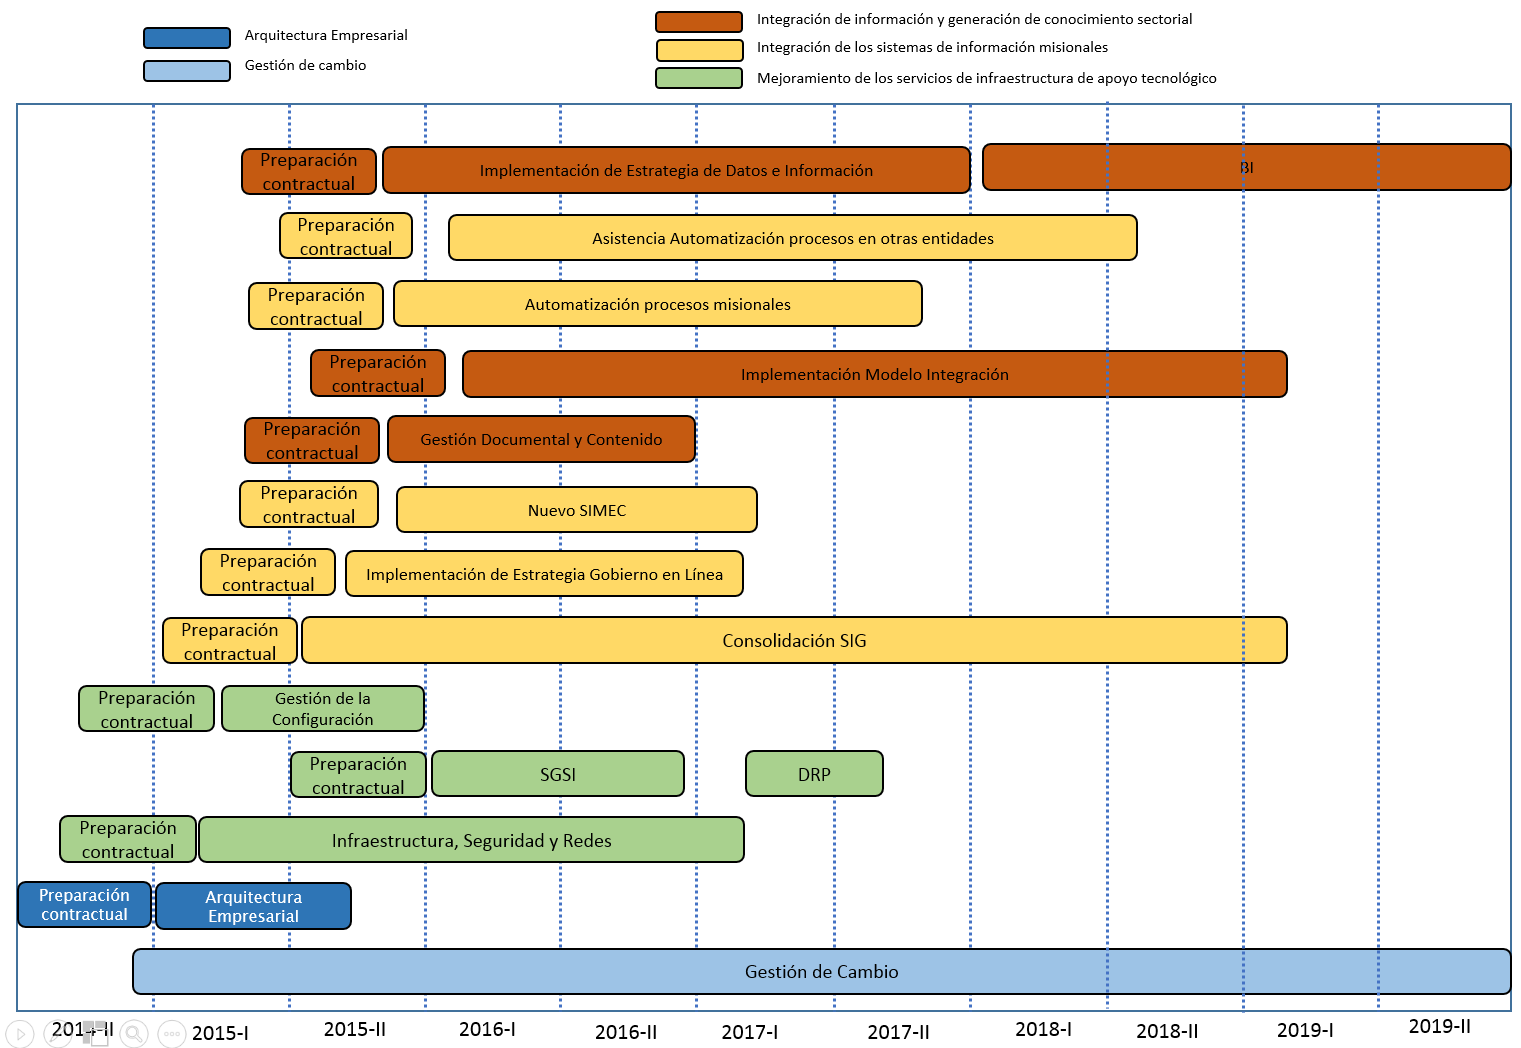 Arquitectura Empresarial
Gestión de cambio
Integración de información y generación de conocimiento sectorial
Integración de los sistemas de información misionales
Mejoramiento de los servicios de infraestructura de apoyo tecnológico
Preparación
contractual
Implementación de Estrategia de Datos e Información
BI
Preparación
contractual
Asistencia Automatización procesos en otras entidades
Preparación
contractual
Automatización procesos misionales
Preparación
contractual
Implementación Modelo Integración
Preparación
contractual
Gestión Documental y Contenido
Preparación
contractual
Nuevo SIMEC
Preparación
contractual
Implementación de Estrategia Gobierno en Línea
Preparación
contractual
Consolidación SIG
Preparación
contractual
Gestión de la
Configuración
Preparación
contractual
SGSI
DRP
Preparación
contractual
Infraestructura, Seguridad y Redes
Preparación
contractual
Arquitectura
Empresarial
Gestión de Cambio
2014-II
2015-I
2015-II
2016-I
2016-II
2017-I
2017-II
2018-I
2018-II
2019-I
2019-II